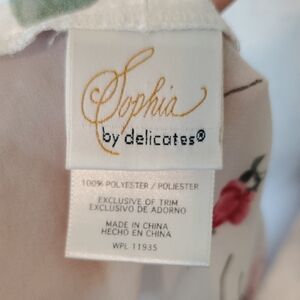 Sophia
by delicates®
100% POLYESTER / POLIESTER
EXCLUSIVE OF TRIM
EXCLUSIVO DE ADORNO
MADE IN CHINA
HECHO EN CHINA
WPL 11935